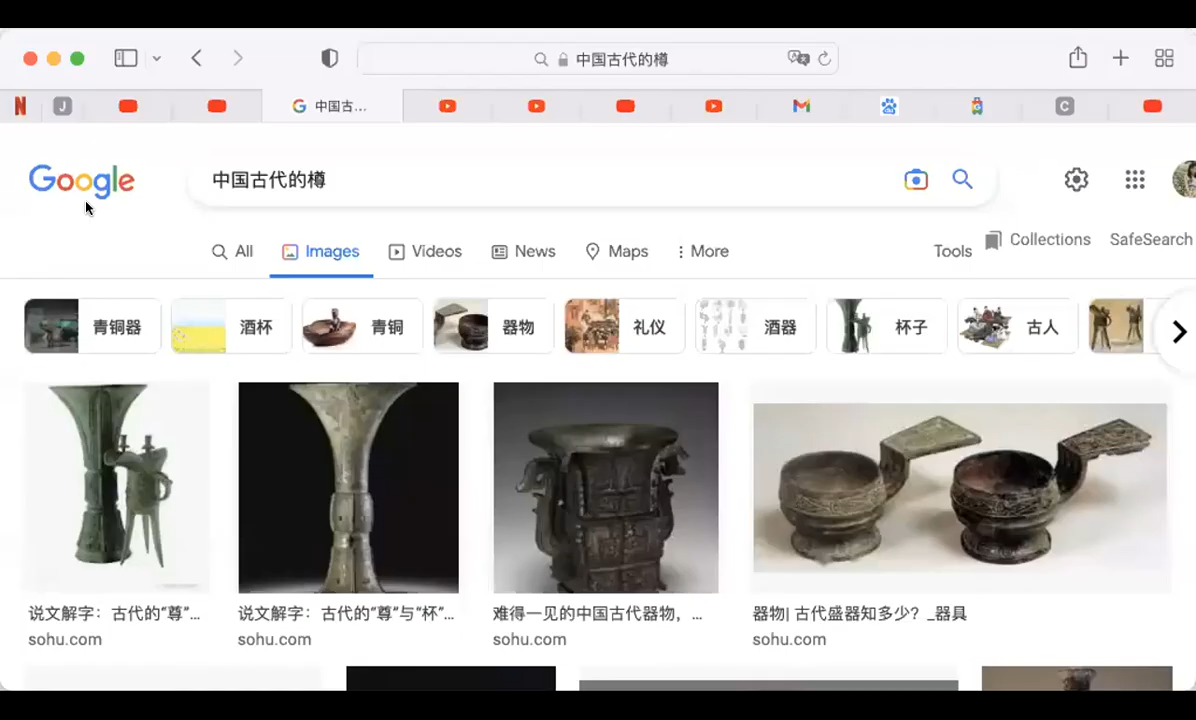 中国古代的樽
N
J
中国古...
C
Google
中国古代的樽
All
Images
Videos
News
Maps
More
Tools
Collections
SafeSearch
青铜器
酒杯
青铜
器物
礼仪
酒器
杯子
古人
说文解字：古代的“尊”...
说文解字：古代的“尊”与“杯”...
难得一见的中国古代器物，...
器物| 古代盛器知多少？_器具
sohu.com
sohu.com
sohu.com
sohu.com